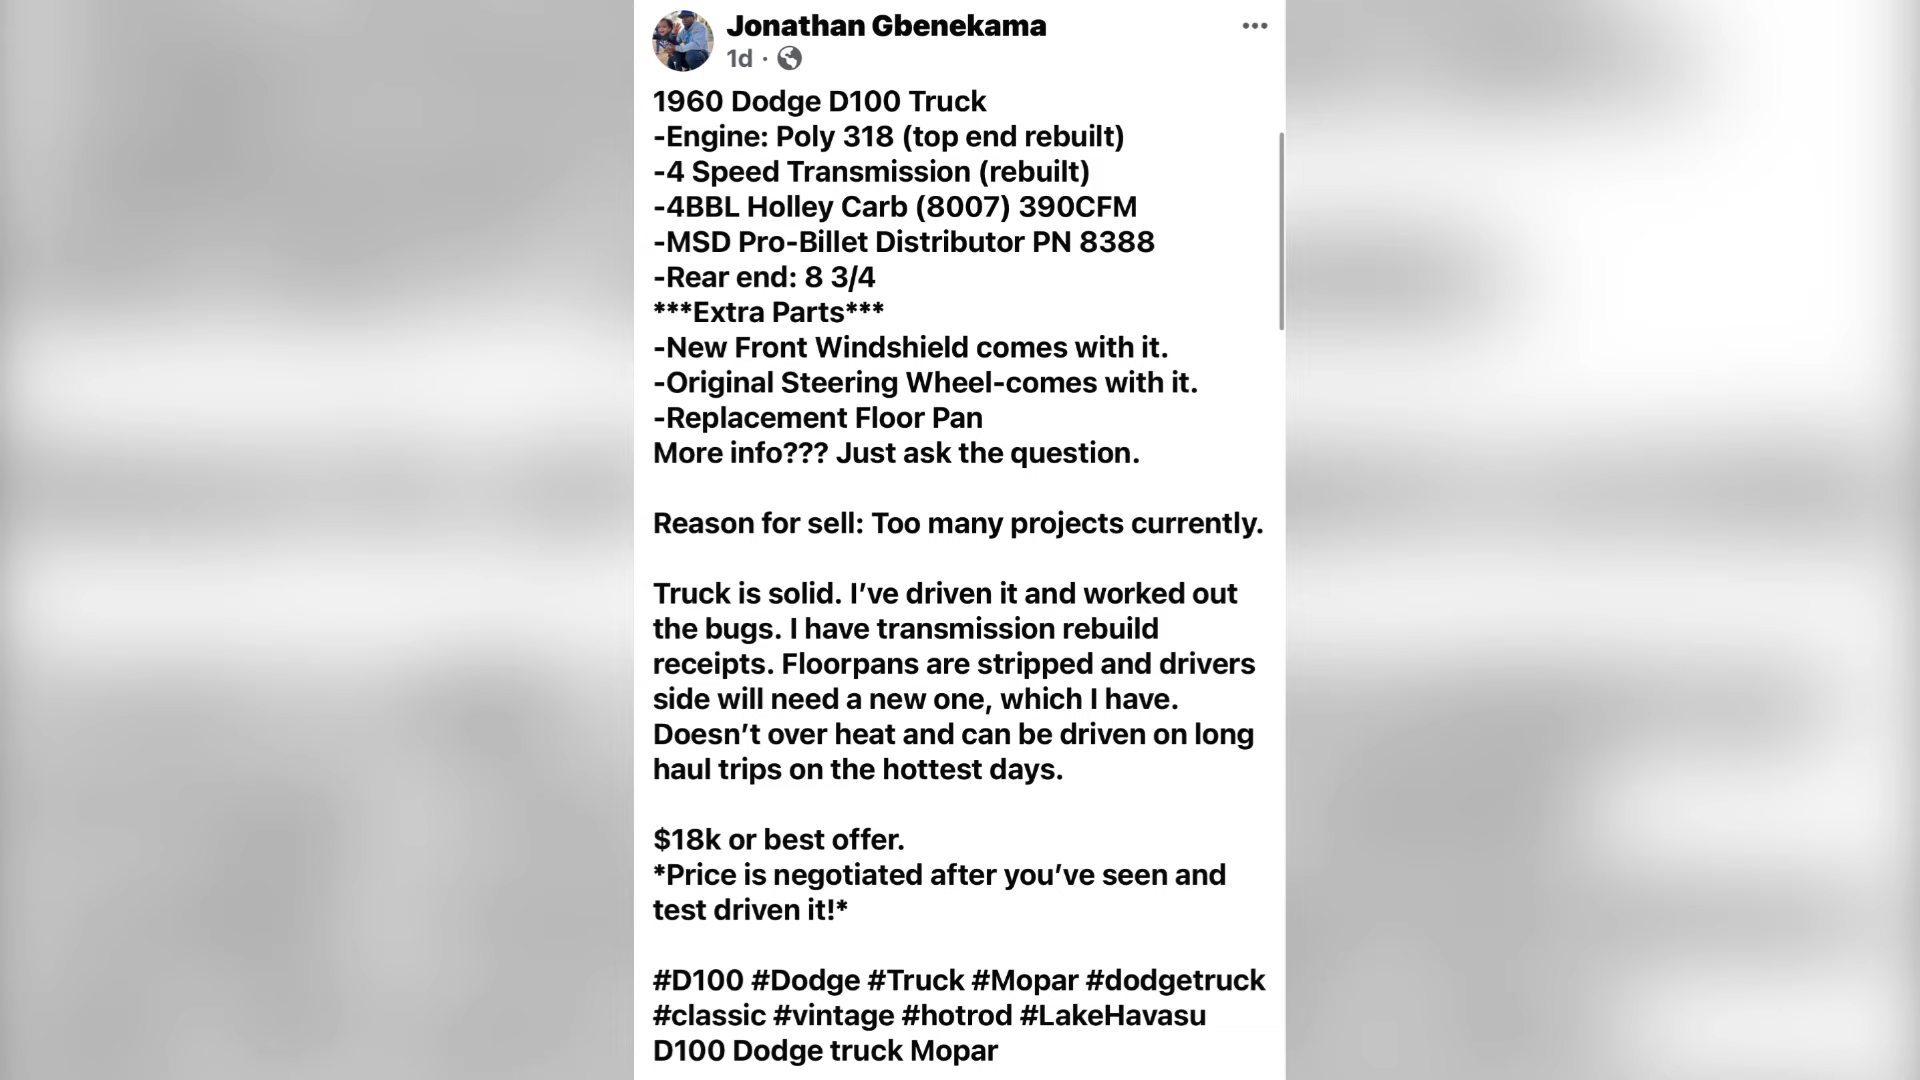 Jonathan Gbenekama
1d ·
1960 Dodge D100 Truck
-Engine: Poly 318 (top end rebuilt)
-4 Speed Transmission (rebuilt)
-4BBL Holley Carb (8007) 390CFM
-MSD Pro-Billet Distributor PN 8388
-Rear end: 8 3/4
***Extra Parts***
-New Front Windshield comes with it.
-Original Steering Wheel-comes with it.
-Replacement Floor Pan
More info??? Just ask the question.
Reason for sell: Too many projects currently.
Truck is solid. I’ve driven it and worked out
the bugs. I have transmission rebuild
receipts. Floorpans are stripped and drivers
side will need a new one, which I have.
Doesn’t over heat and can be driven on long
haul trips on the hottest days.
$18k or best offer.
*Price is negotiated after you’ve seen and
test driven it!*
#D100 #Dodge #Truck #Mopar #dodgetruck
#classic #vintage #hotrod #LakeHavasu
D100 Dodge truck Mopar